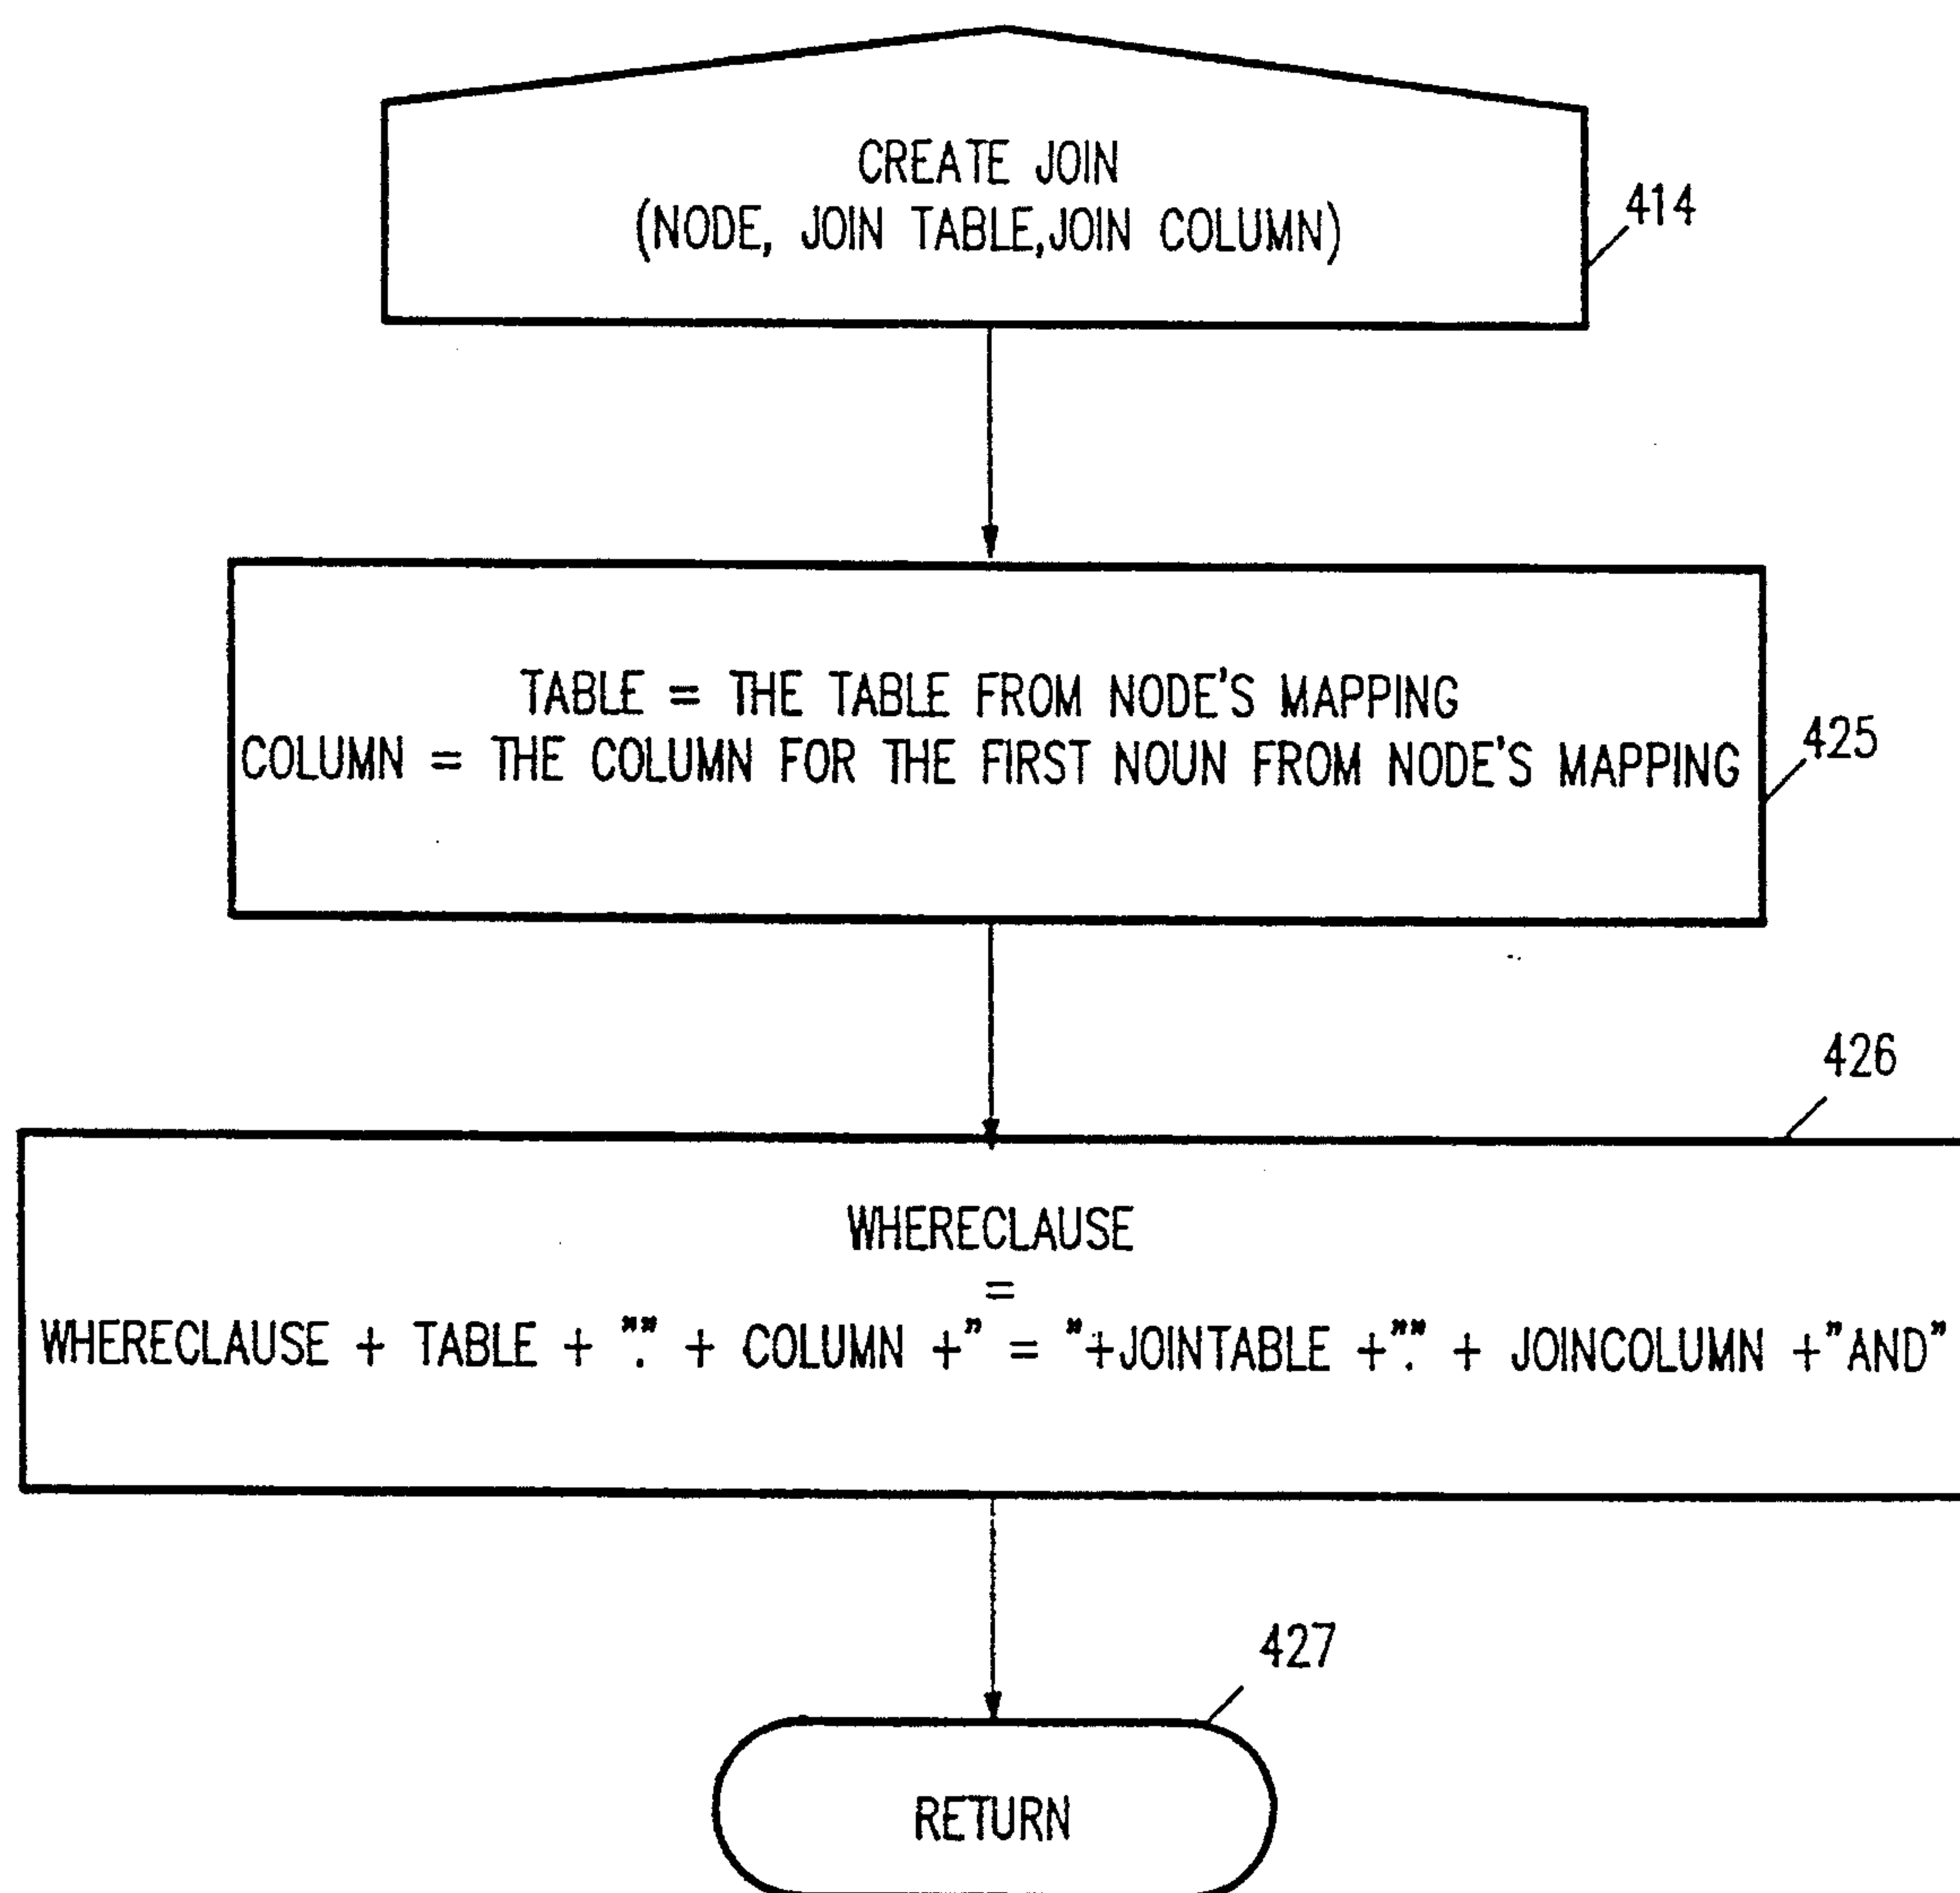 CREATE JOIN
(NODE, JOIN TABLE,JOIN COLUMN)
414
TABLE = THE TABLE FROM NODE'S MAPPING
COLUMN = THE COLUMN FOR THE FIRST NOUN FROM NODE'S MAPPING
425
426
WHERECLAUSE
=
WHERECLAUSE + TABLE + "." + COLUMN +" = "+JOINTABLE +"." + JOINCOLUMN +"AND"
427
RETURN